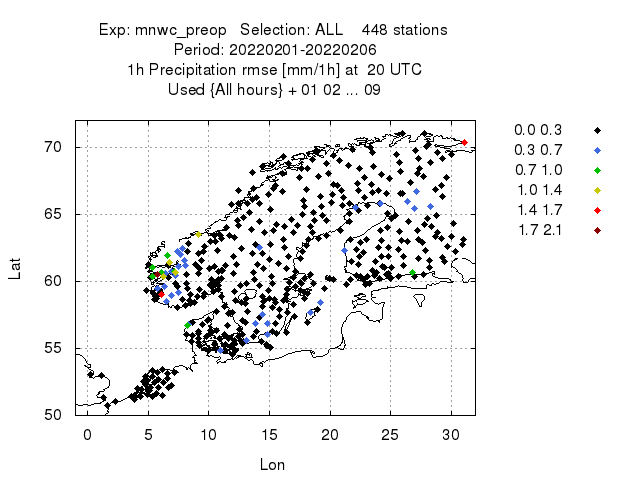 Exp: mnwc_preop   Selection: ALL    448 stations
Period: 20220201-20220206
1h Precipitation rmse [mm/1h] at  20 UTC
Used {All hours} + 01 02 ... 09
0.0 0.3
0.3 0.7
0.7 1.0
1.0 1.4
1.4 1.7
1.7 2.1
70
65
60
55
50
Lat
0 5 10 15 20 25 30
Lon